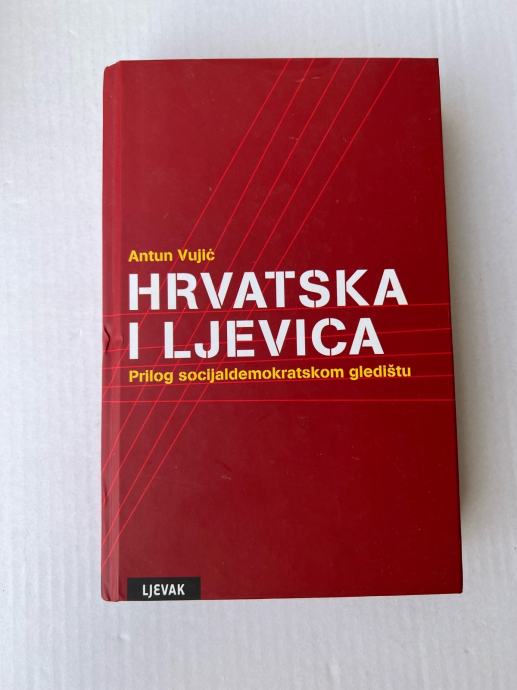 Antun Vujić
HRVATSKA
I LJEVICA
Prilog socijaldemokratskom gledištu
LJEVAK